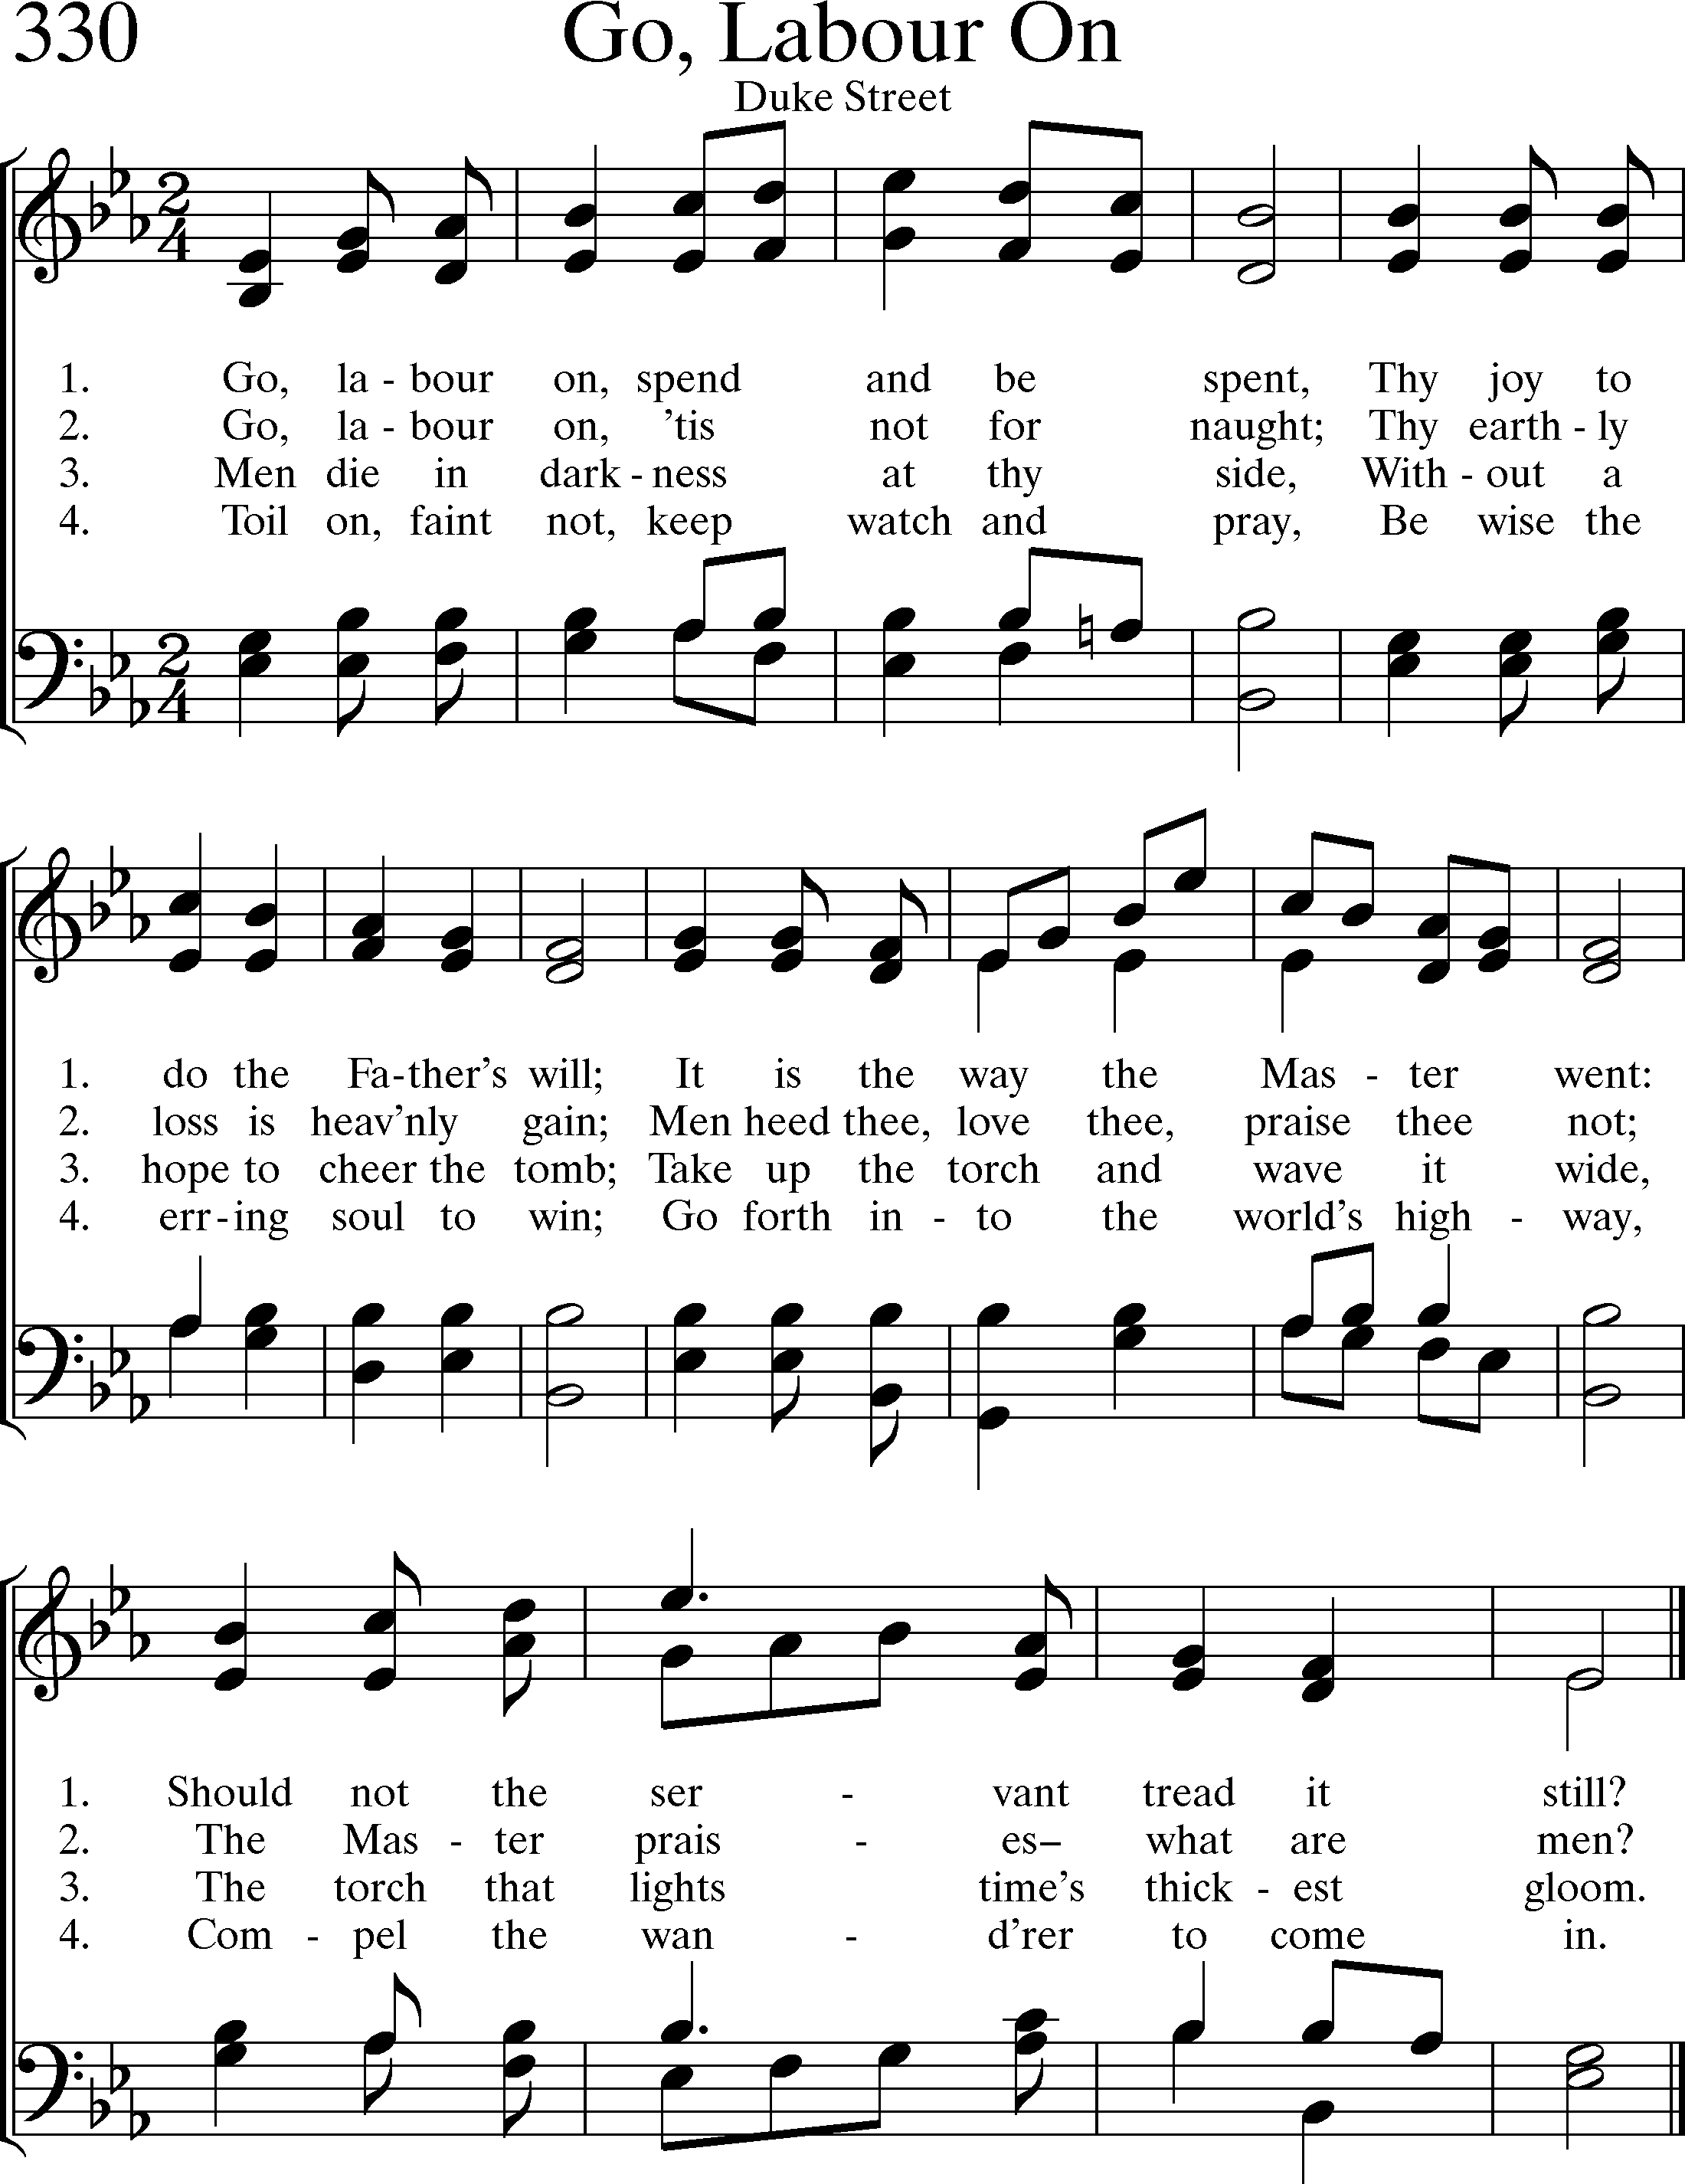 330
Go, Labour On
Duke Street
1. Go, la - bour on, spend and be spent, Thy joy to
2. Go, la - bour on, ’tis not for naught; Thy earth - ly
3. Men die in dark - ness at thy side, With - out a
4. Toil on, faint not, keep watch and pray, Be wise the
1. do the Fa-ther’s will; It is the way the Mas - ter went:
2. loss is heav’nly gain; Men heed thee, love thee, praise thee not;
3. hope to cheer the tomb; Take up the torch and wave it wide,
4. err-ing soul to win; Go forth in - to the world's high - way,
1. Should not the ser - vant tread it still?
2. The Mas - ter prais - es– what are men?
3. The torch that lights time's thick - est gloom.
4. Com - pel the wan - d'rer to come in.